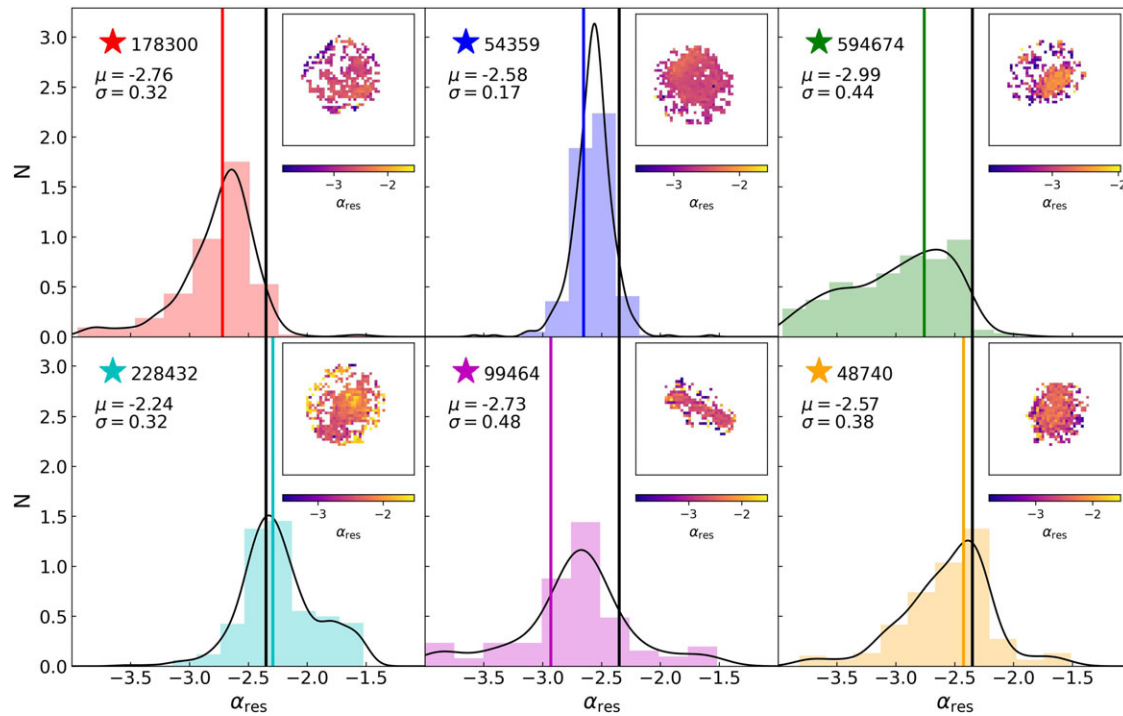 178300
μ = -2.76
σ = 0.32
−3 −2
α_res
54359
μ = -2.58
σ = 0.17
−3 −2
α_res
594674
μ = -2.99
σ = 0.44
−3 −2
α_res
N
3.0
2.5
2.0
1.5
1.0
0.5
0.0
228432
μ = -2.24
σ = 0.32
−3 −2
α_res
99464
μ = -2.73
σ = 0.48
−3 −2
α_res
48740
μ = -2.57
σ = 0.38
−3 −2
α_res
N
3.0
2.5
2.0
1.5
1.0
0.5
0.0
−3.5 −3.0 −2.5 −2.0 −1.5
α_res
−3.5 −3.0 −2.5 −2.0 −1.5
α_res
−3.5 −3.0 −2.5 −2.0 −1.5
α_res